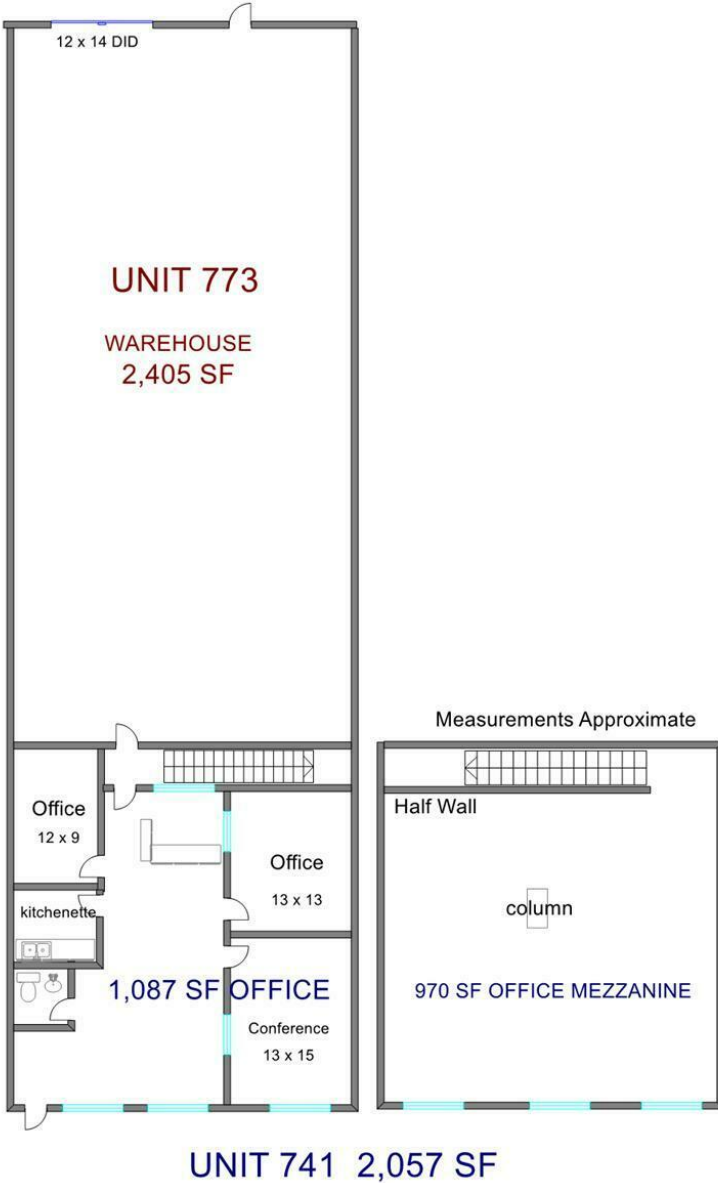 12 x 14 DID
UNIT 773
WAREHOUSE
2,405 SF
Measurements Approximate
Office
12 x 9
Half Wall
Office
13 x 13
column
kitchenette
1,087 SF OFFICE
970 SF OFFICE MEZZANINE
Conference
13 x 15
UNIT 741 2,057 SF